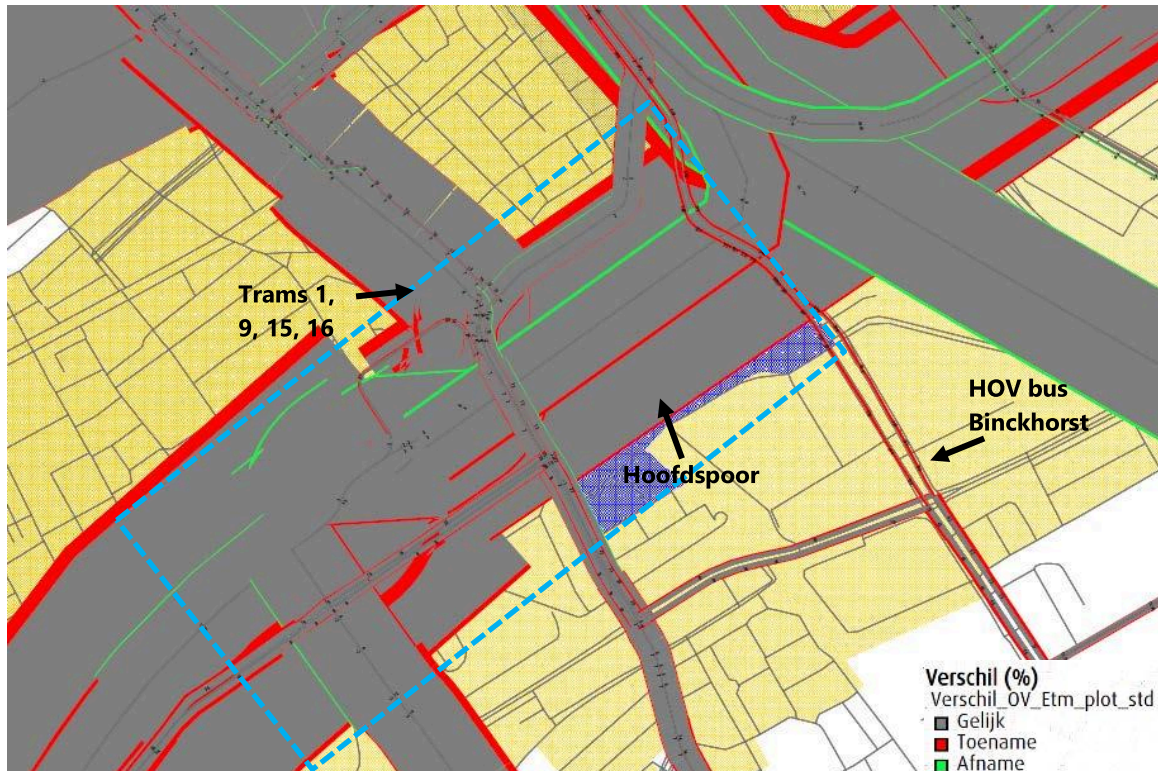 Trams 1,
9, 15, 16
HOV bus
Binckhorst
Hoofdspoor
Verschil (%)
Verschil_OV_Etm_plot_std
Gelijk
Toename
Afname